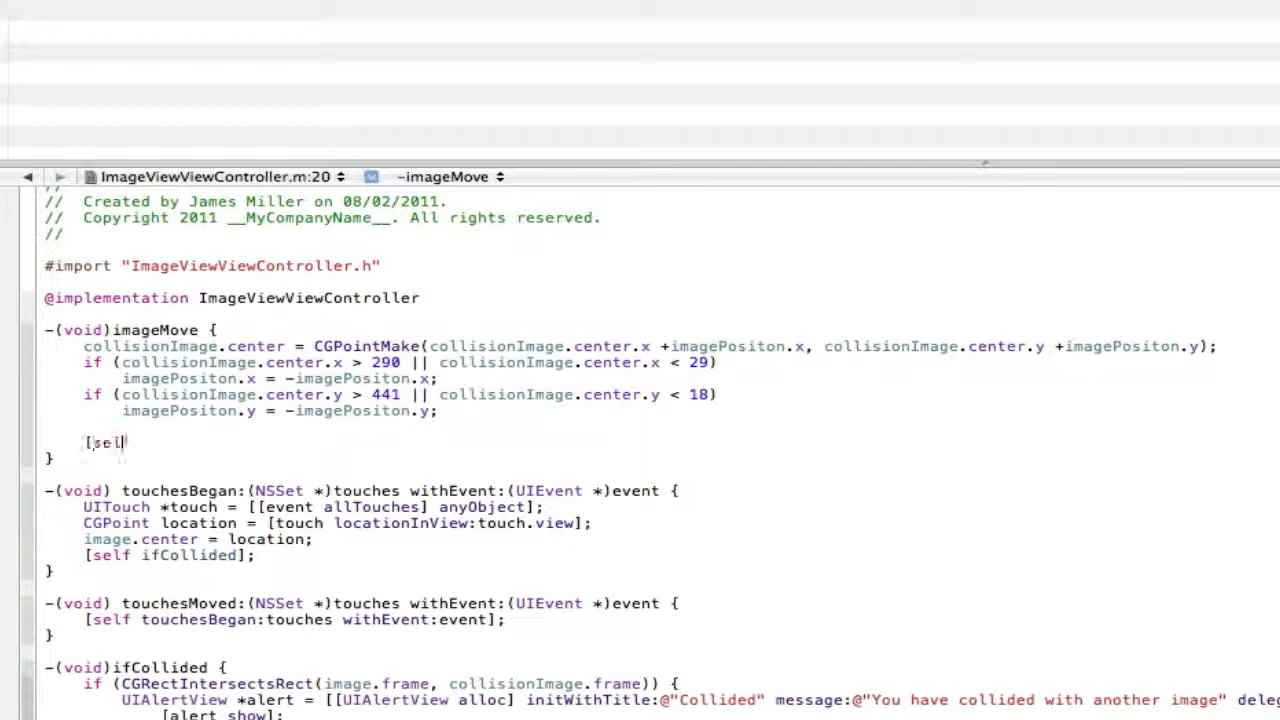 ImageViewViewController.m:20 -imageMove
//
// Created by James Miller on 08/02/2011.
// Copyright 2011 __MyCompanyName__. All rights reserved.
//
#import "ImageViewViewController.h"
@implementation ImageViewViewController
-(void)imageMove {
collisionImage.center = CGPointMake(collisionImage.center.x +imagePositon.x, collisionImage.center.y +imagePositon.y);
if (collisionImage.center.x > 290 || collisionImage.center.x < 29)
imagePositon.x = -imagePositon.x;
if (collisionImage.center.y > 441 || collisionImage.center.y < 18)
imagePositon.y = -imagePositon.y;
[sel
}
-(void) touchesBegan:(NSSet *)touches withEvent:(UIEvent *)event {
UITouch *touch = [[event allTouches] anyObject];
CGPoint location = [touch locationInView:touch.view];
image.center = location;
[self ifCollided];
}
-(void) touchesMoved:(NSSet *)touches withEvent:(UIEvent *)event {
[self touchesBegan:touches withEvent:event];
}
-(void)ifCollided {
if (CGRectIntersectsRect(image.frame, collisionImage.frame)) {
UIAlertView *alert = [[UIAlertView alloc] initWithTitle:@"Collided" message:@"You have collided with another image" dele
[alert show];